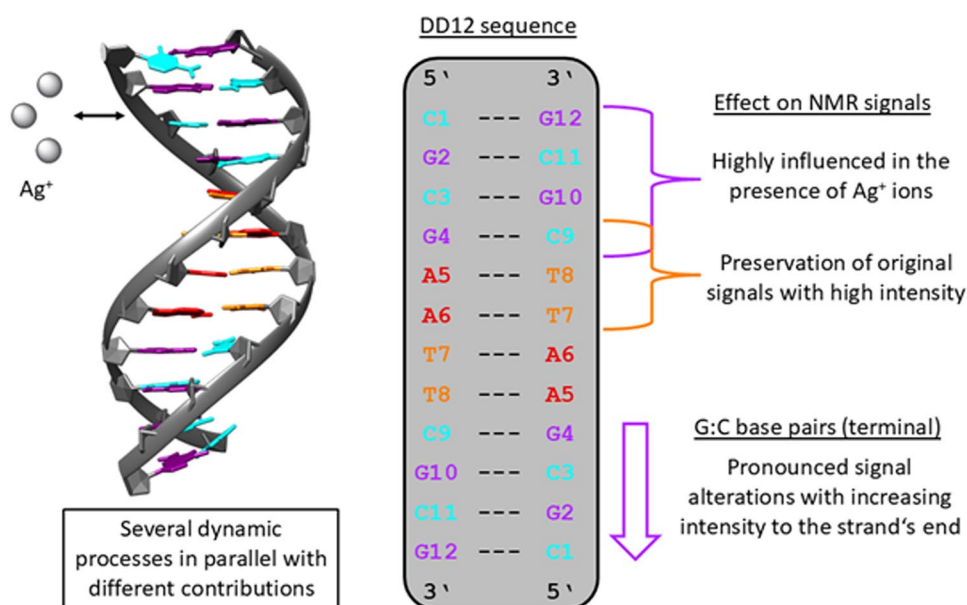 DD12 sequence
5' 3'
C1 --- G12
G2 --- C11
C3 --- G10
G4 --- C9
A5 --- T8
A6 --- T7
T7 --- A6
T8 --- A5
C9 --- G4
G10 --- C3
C11 --- G2
G12 --- C1
3' 5'
Ag⁺
Several dynamic
processes in parallel with
different contributions
Effect on NMR signals
Highly influenced in the
presence of Ag⁺ ions
Preservation of original
signals with high intensity
G:C base pairs (terminal)
Pronounced signal
alterations with increasing
intensity to the strand‘s end